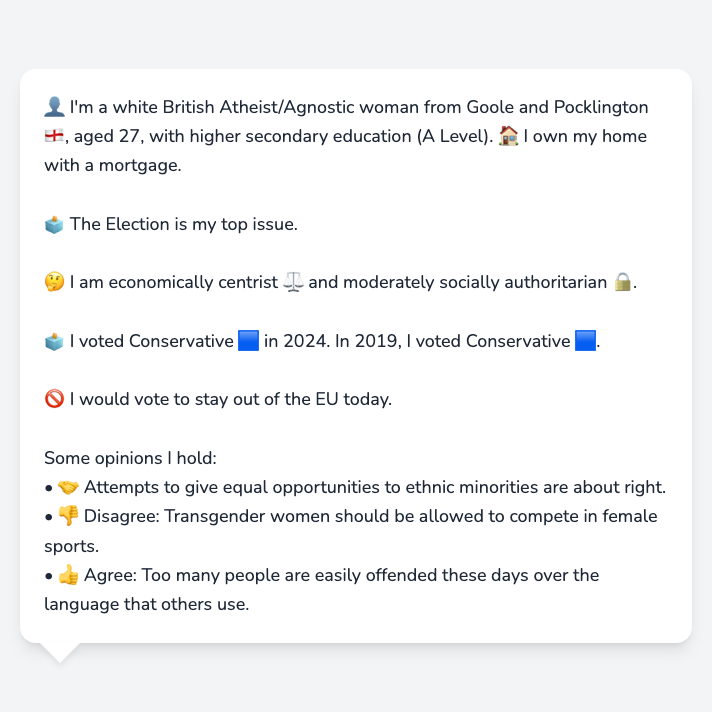 👤 I'm a white British Atheist/Agnostic woman from Goole and Pocklington
🏴󠁧󠁢󠁥󠁮󠁧󠁿, aged 27, with higher secondary education (A Level). 🏠 I own my home
with a mortgage.
🗳️ The Election is my top issue.
🤔 I am economically centrist ⚖️ and moderately socially authoritarian 🔒.
🗳️ I voted Conservative 🟦 in 2024. In 2019, I voted Conservative 🟦.
🚫 I would vote to stay out of the EU today.
Some opinions I hold:
• 🤝 Attempts to give equal opportunities to ethnic minorities are about right.
• 👎 Disagree: Transgender women should be allowed to compete in female
sports.
• 👍 Agree: Too many people are easily offended these days over the
language that others use.